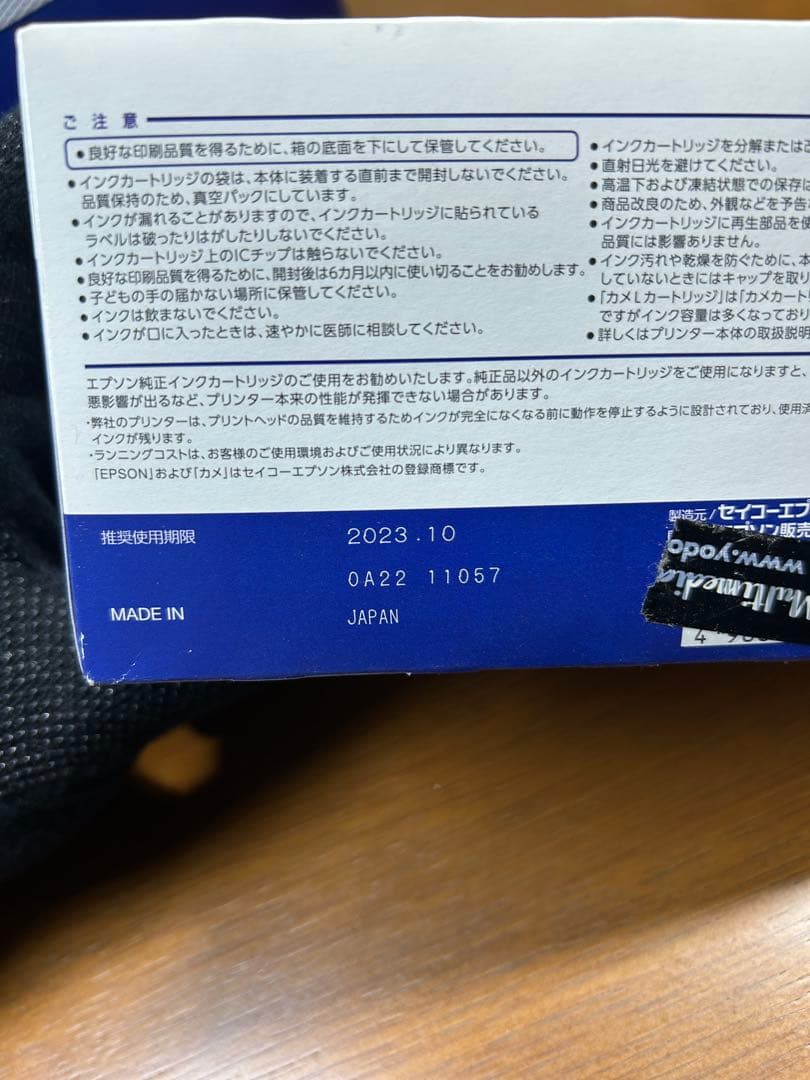 ご注意
●良好な印刷品質を得るために、箱の底面を下にして保管してください。
●インクカートリッジの袋は、本体に装着する直前まで開封しないでください。
品質保持のため、真空パックにしています。
●インクが漏れることがありますので、インクカートリッジに貼られている
ラベルは破ったりはがしたりしないでください。
●インクカートリッジ上のICチップは触らないでください。
●良好な印刷品質を得るために、開封後は6カ月以内に使い切ることをお勧めします。
●子どもの手の届かない場所に保管してください。
●インクは飲まないでください。
●インクが口に入ったときは、速やかに医師に相談してください。
●インクカートリッジを分解または
●直射日光を避けてください。
●高温下および凍結状態での保存は
●商品改良のため、外観などを予告な
●インクカートリッジに再生部品を使
品質には影響ありません。
●インク汚れや乾燥を防ぐために、本
していないときにはキャップを取り
●「カメLカートリッジ」は「カメカートリ
ですがインク容量は多くなっており
●詳しくはプリンター本体の取扱説明
エプソン純正インクカートリッジのご使用をお勧めいたします。純正品以外のインクカートリッジをご使用になりますと、
悪影響が出るなど、プリンター本来の性能が発揮できない場合があります。
・弊社のプリンターは、プリントヘッドの品質を維持するためインクが完全になくなる前に動作を停止するように設計されており、使用済
インクが残ります。
・ランニングコストは、お客様のご使用環境およびご使用状況により異なります。
「EPSON」および「カメ」はセイコーエプソン株式会社の登録商標です。
推奨使用期限 2023.10
0A22 11057
MADE IN JAPAN
製造元/セイコーエプ
エプソン販売
www.yodo
Multimedia